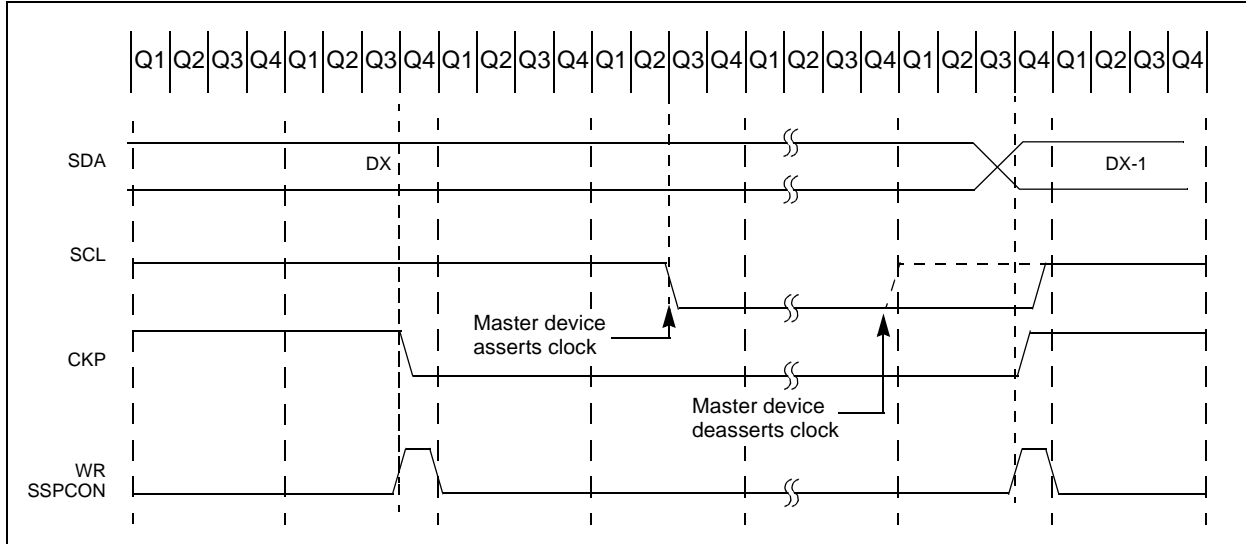 Q1 Q2 Q3 Q4 Q1 Q2 Q3 Q4 Q1 Q2 Q3 Q4 Q1 Q2 Q3 Q4 Q1 Q2 Q3 Q4 Q1 Q2 Q3 Q4 Q1 Q2 Q3 Q4
SDA
DX
DX-1
SCL
Master device
asserts clock
CKP
Master device
deasserts clock
WR
SSPCON